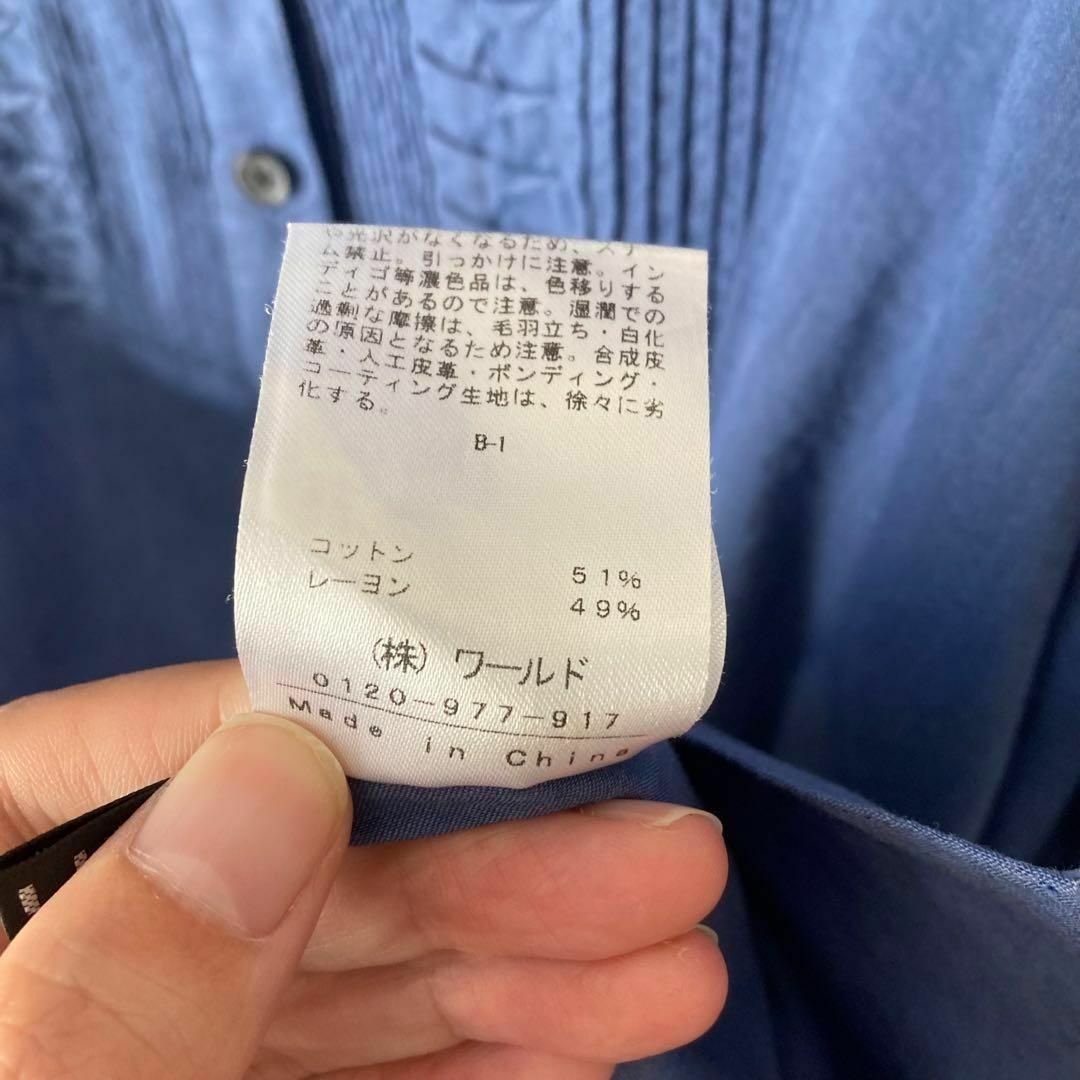 光沢がなくなるため、スチー
ム禁止。引っかけに注意。イン
ディゴ等濃色品は、色移りする
ことがあるので注意。湿潤での
過剰な摩擦は、毛羽立ち・白化
の原因となるため注意。合成皮
革・人工皮革・ボンディング・
コーティング生地は、徐々に劣
化する。
B-1
コットン 51%
レーヨン 49%
(株) ワールド
0120-977-917
Made in China